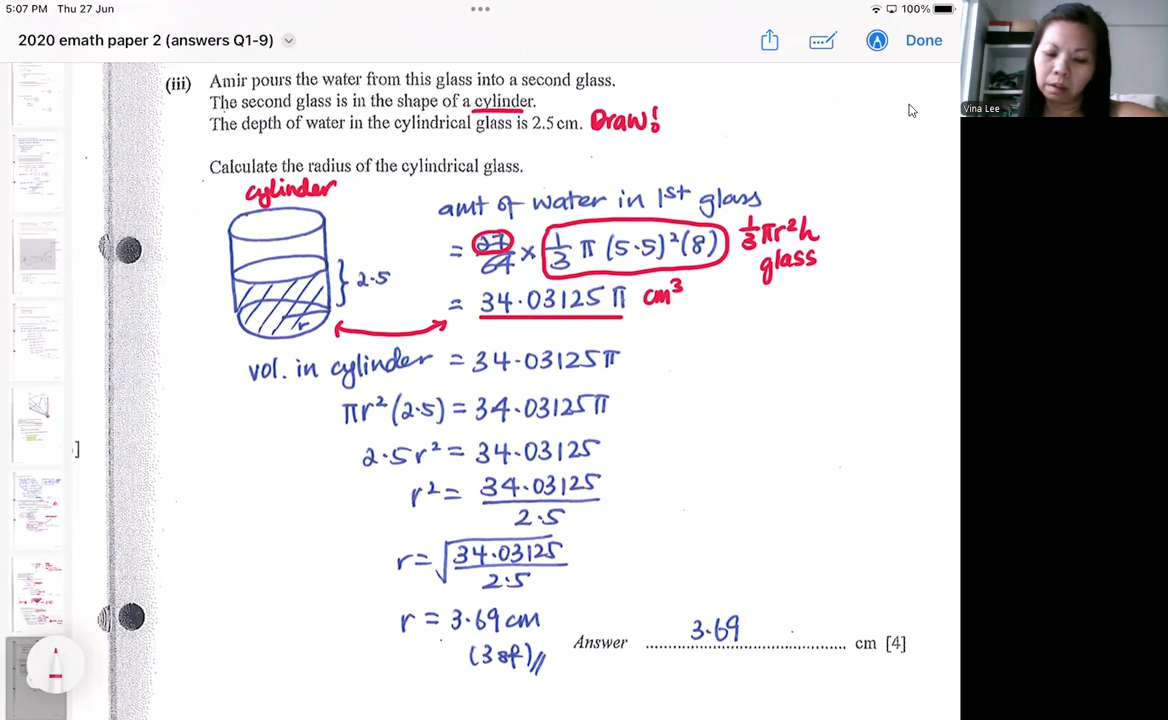 5:07 PM Thu 27 Jun
100%
2020 emath paper 2 (answers Q1-9)
Done
Vina Lee
(iii) Amir pours the water from this glass into a second glass.
The second glass is in the shape of a cylinder.
The depth of water in the cylindrical glass is 2.5 cm. Draw!
Calculate the radius of the cylindrical glass.
cylinder
2.5
r
amt of water in 1st glass
= 27/64 × 1/3 π (5.5)²(8)
1/3 πr²h
glass
= 34.03125π cm³
vol. in cylinder = 34.03125π
πr²(2.5) = 34.03125π
2.5r² = 34.03125
r² = 34.03125/2.5
r = √34.03125/2.5
r = 3.69 cm
(3 sf)//
Answer 3.69 cm [4]
]